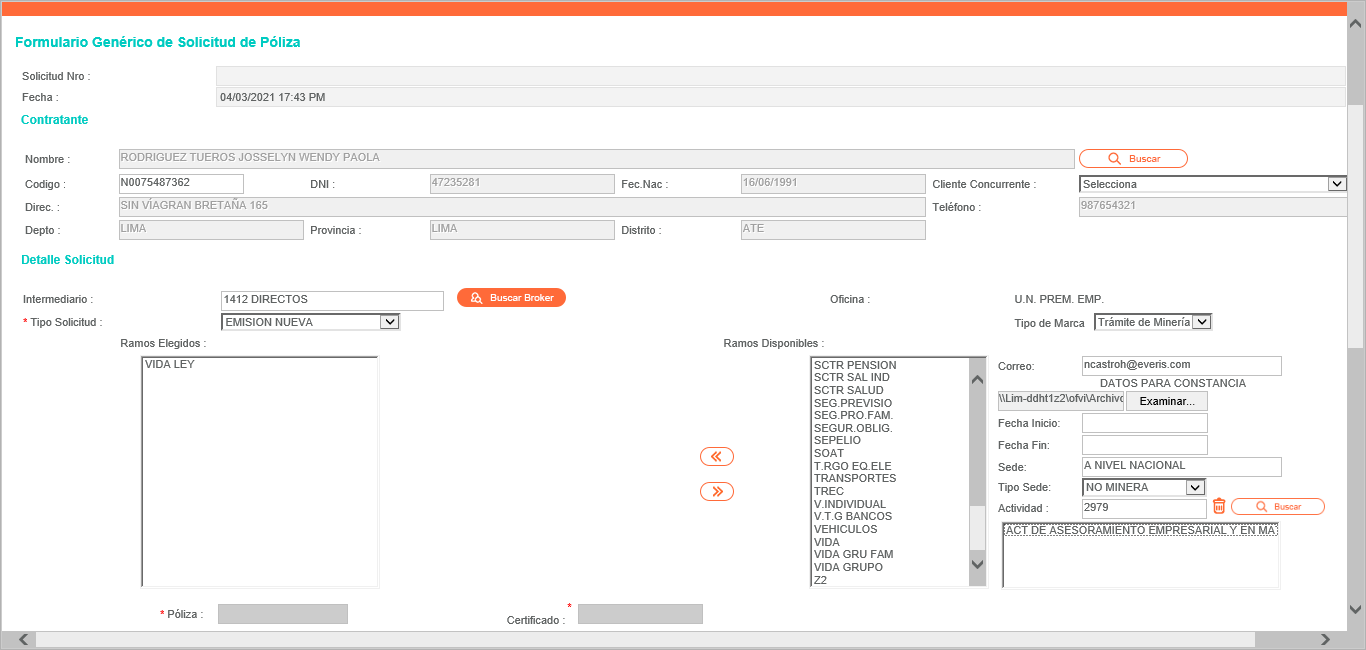 Formulario Genérico de Solicitud de Póliza
Solicitud Nro :
Fecha : 04/03/2021 17:43 PM
Contratante
Nombre : RODRIGUEZ TUEROS JOSSELYN WENDY PAOLA Buscar
Codigo : N0075487362 DNI : 47235281 Fec.Nac : 16/06/1991 Cliente Concurrente : Selecciona
Direc. : SIN VÍAGRAN BRETAÑA 165 Teléfono : 987654321
Depto : LIMA Provincia : LIMA Distrito : ATE
Detalle Solicitud
Intermediario : 1412 DIRECTOS Buscar Broker Oficina : U.N. PREM. EMP.
* Tipo Solicitud : EMISION NUEVA Tipo de Marca Trámite de Minería
Ramos Elegidos :
VIDA LEY
Ramos Disponibles :
SCTR PENSION
SCTR SAL IND
SCTR SALUD
SEG.PREVISIO
SEG.PRO.FAM.
SEGUR.OBLIG.
SEPELIO
SOAT
T.RGO EQ.ELE
TRANSPORTES
TREC
V.INDIVIDUAL
V.T.G BANCOS
VEHICULOS
VIDA
VIDA GRU FAM
VIDA GRUPO
Z2
Correo: ncastroh@everis.com
DATOS PARA CONSTANCIA
\\Lim-ddht1z2\ofvi\Archivo Examinar...
Fecha Inicio:
Fecha Fin:
Sede: A NIVEL NACIONAL
Tipo Sede: NO MINERA
Actividad : 2979 Buscar
ACT DE ASESORAMIENTO EMPRESARIAL Y EN MA
* Póliza : * Certificado :